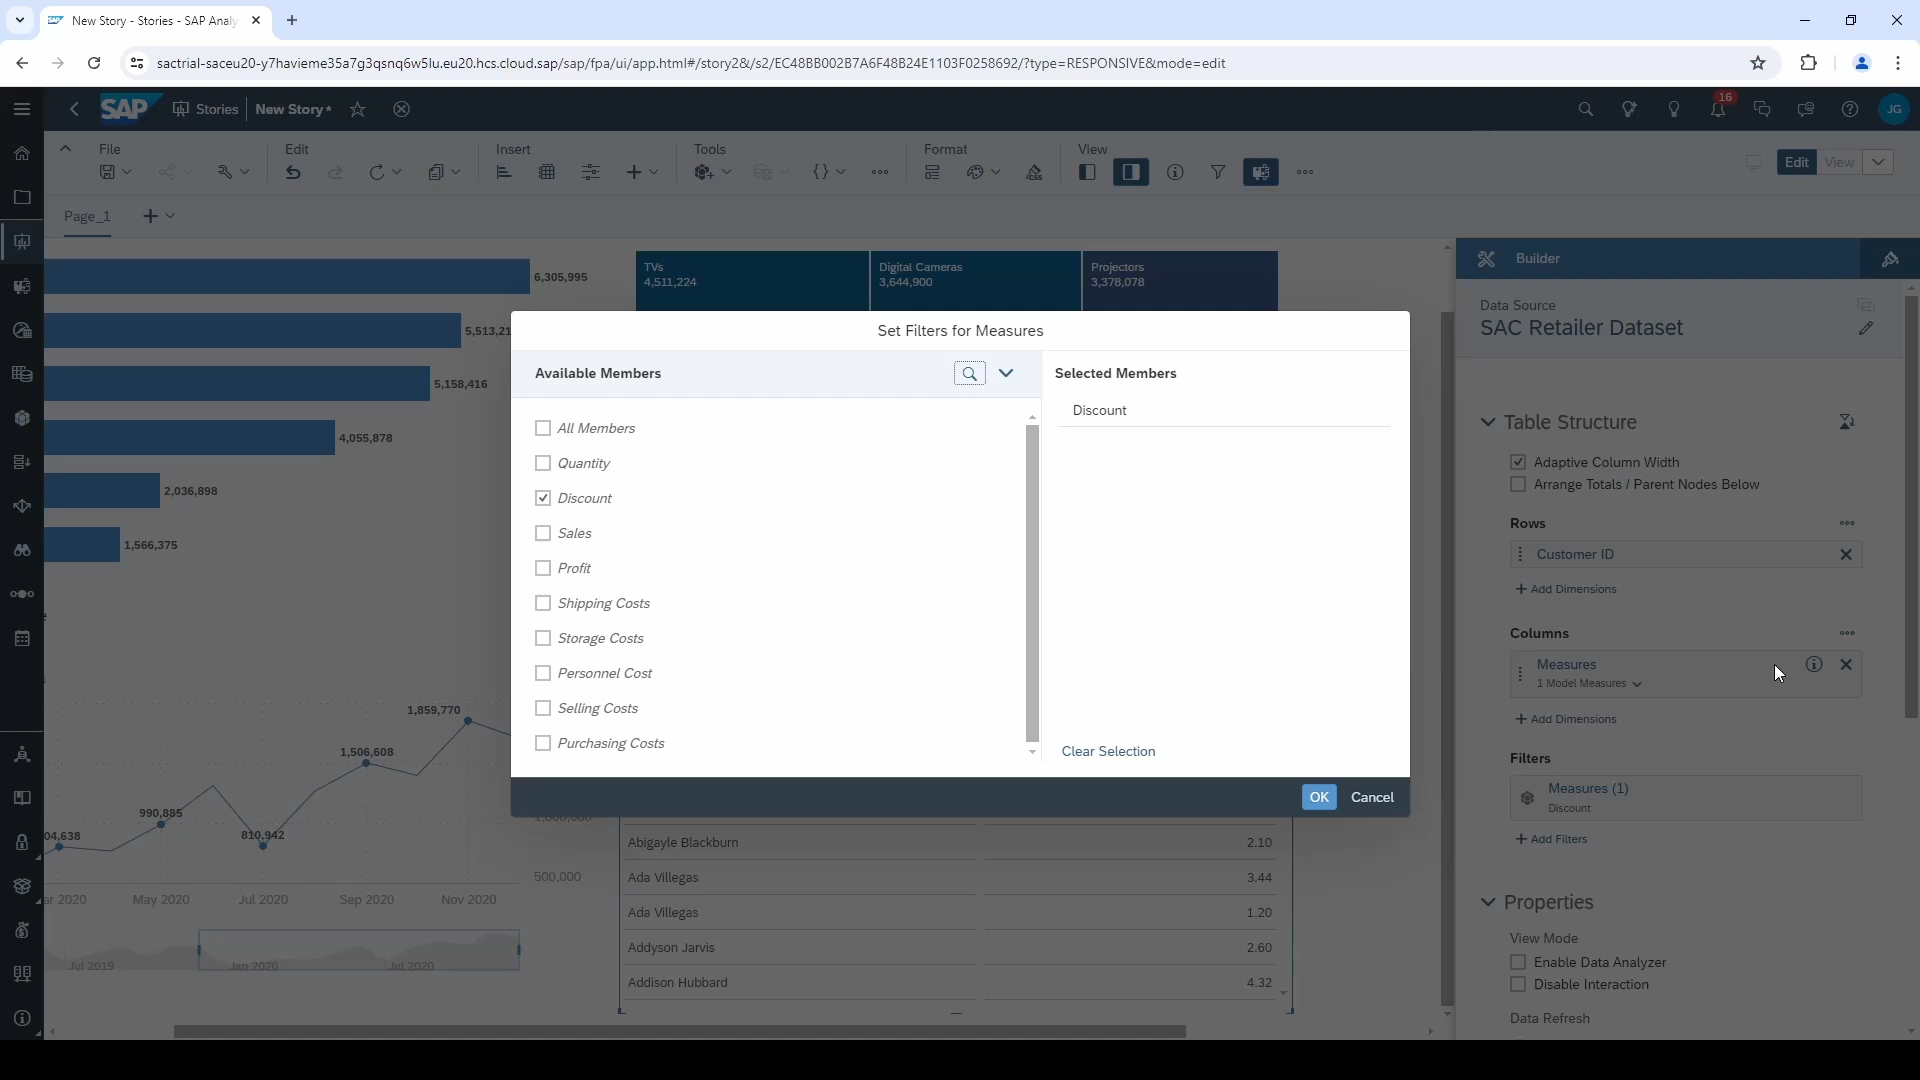 New Story - Stories - SAP Analy
sactrial-saceu20-y7havieme35a7g3qsnq6w5lu.eu20.hcs.cloud.sap/sap/fpa/ui/app.html#/story2&/s2/EC48BB002B7A6F48B24E1103F0258692/?type=RESPONSIVE&mode=edit
SAP Stories New Story*
16
JG
File Edit Insert Tools Format View
CSS
Edit View
Page_1
6,305,995
5,513,21
5,158,416
4,055,878
2,036,898
1,566,375
TVs
4,511,224
Digital Cameras
3,644,900
Projectors
3,378,078
1,859,770
1,506,608
990,885
04,638
810,942
ar 2020 May 2020 Jul 2020 Sep 2020 Nov 2020
Jul 2019 Jan 2020 Jul 2020
1,000,000
500,000
Set Filters for Measures
Available Members
All Members
Quantity
Discount
Sales
Profit
Shipping Costs
Storage Costs
Personnel Cost
Selling Costs
Purchasing Costs
Selected Members
Discount
Clear Selection
OK Cancel
Abigayle Blackburn 2.10
Ada Villegas 3.44
Ada Villegas 1.20
Addyson Jarvis 2.60
Addison Hubbard 4.32
Builder
Data Source
SAC Retailer Dataset
Table Structure
Adaptive Column Width
Arrange Totals / Parent Nodes Below
Rows
Customer ID
+ Add Dimensions
Columns
Measures
1 Model Measures
+ Add Dimensions
Filters
Measures (1)
Discount
+ Add Filters
Properties
View Mode
Enable Data Analyzer
Disable Interaction
Data Refresh